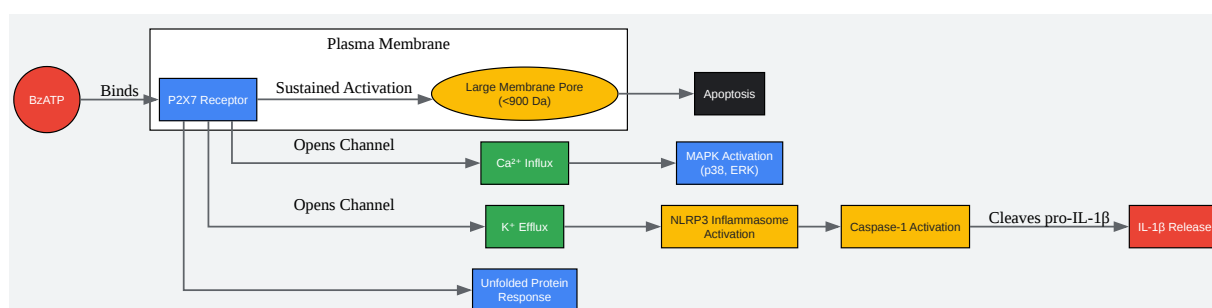 Plasma Membrane
BzATP
Binds
P2X7 Receptor
Sustained Activation
Large Membrane Pore
(<900 Da)
Apoptosis
Opens Channel
Ca²⁺ Influx
MAPK Activation
(p38, ERK)
Opens Channel
K⁺ Efflux
NLRP3 Inflammasome
Activation
Caspase-1 Activation
Cleaves pro-IL-1β
IL-1β Release
Unfolded Protein
Response